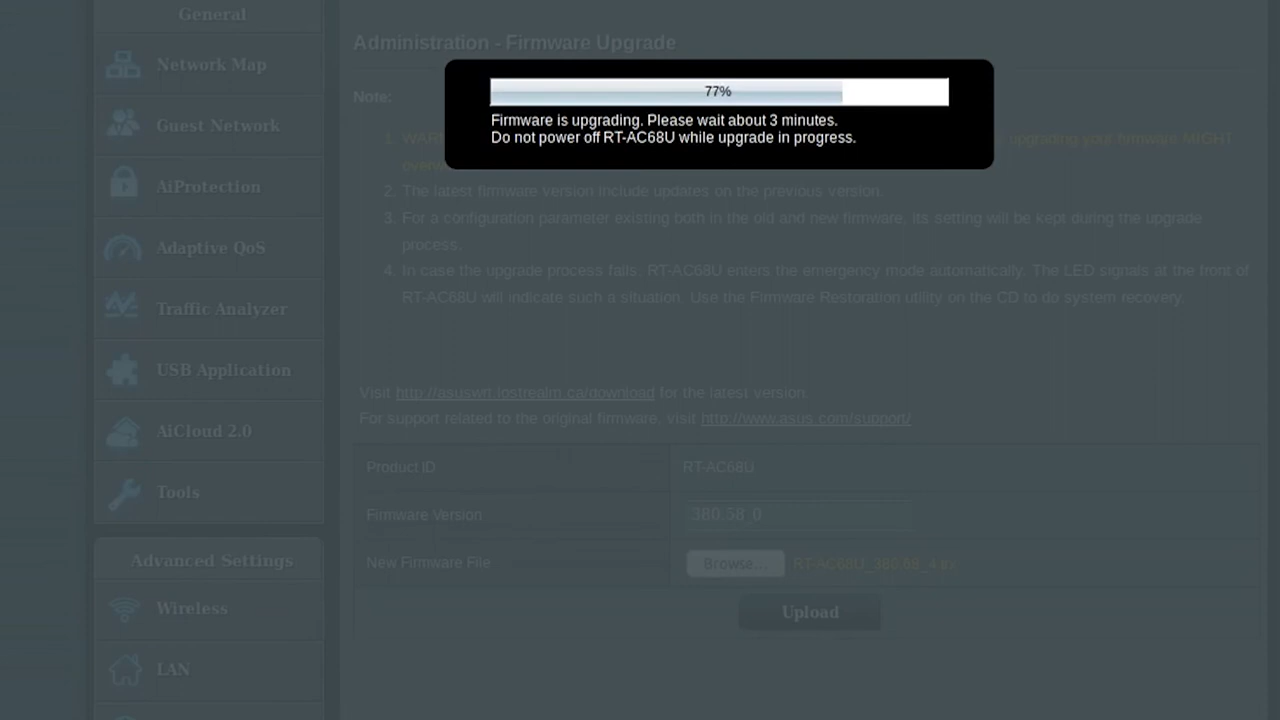 General
Administration - Firmware Upgrade
77%
Network Map
Firmware is upgrading. Please wait about 3 minutes.
Do not power off RT-AC68U while upgrade in progress.
Note:
Guest Network
1. upgrading your firmware MIGHT
AiProtection
2. The latest firmware version include updates on the previous version.
3. For a configuration parameter existing both in the old and new firmware, its setting will be kept during the upgrade
process.
Adaptive QoS
4. In case the upgrade process fails, RT-AC68U enters the emergency mode automatically. The LED signals at the front of
RT-AC68U will indicate such a situation. Use the Firmware Restoration utility on the CD to do system recovery.
Traffic Analyzer
USB Application
Visit http://asuswrt.lostrealm.ca/download for the latest version.
For support related to the original firmware, visit http://www.asus.com/support/
AiCloud 2.0
Product ID RT-AC68U
Tools
Firmware Version 380.58_0
Advanced Settings
New Firmware File Browse... RT-AC68U_380.58_4.trx
Wireless
Upload
LAN